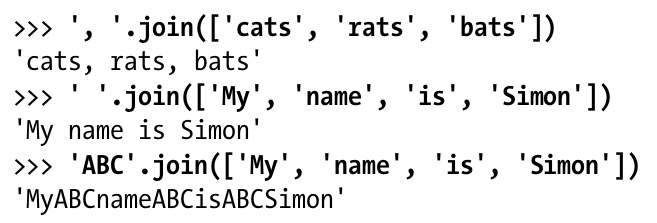 >>> ', '.join(['cats', 'rats', 'bats'])
'cats, rats, bats'
>>> ' '.join(['My', 'name', 'is', 'Simon'])
'My name is Simon'
>>> 'ABC'.join(['My', 'name', 'is', 'Simon'])
'MyABCnameABCisABCSimon'